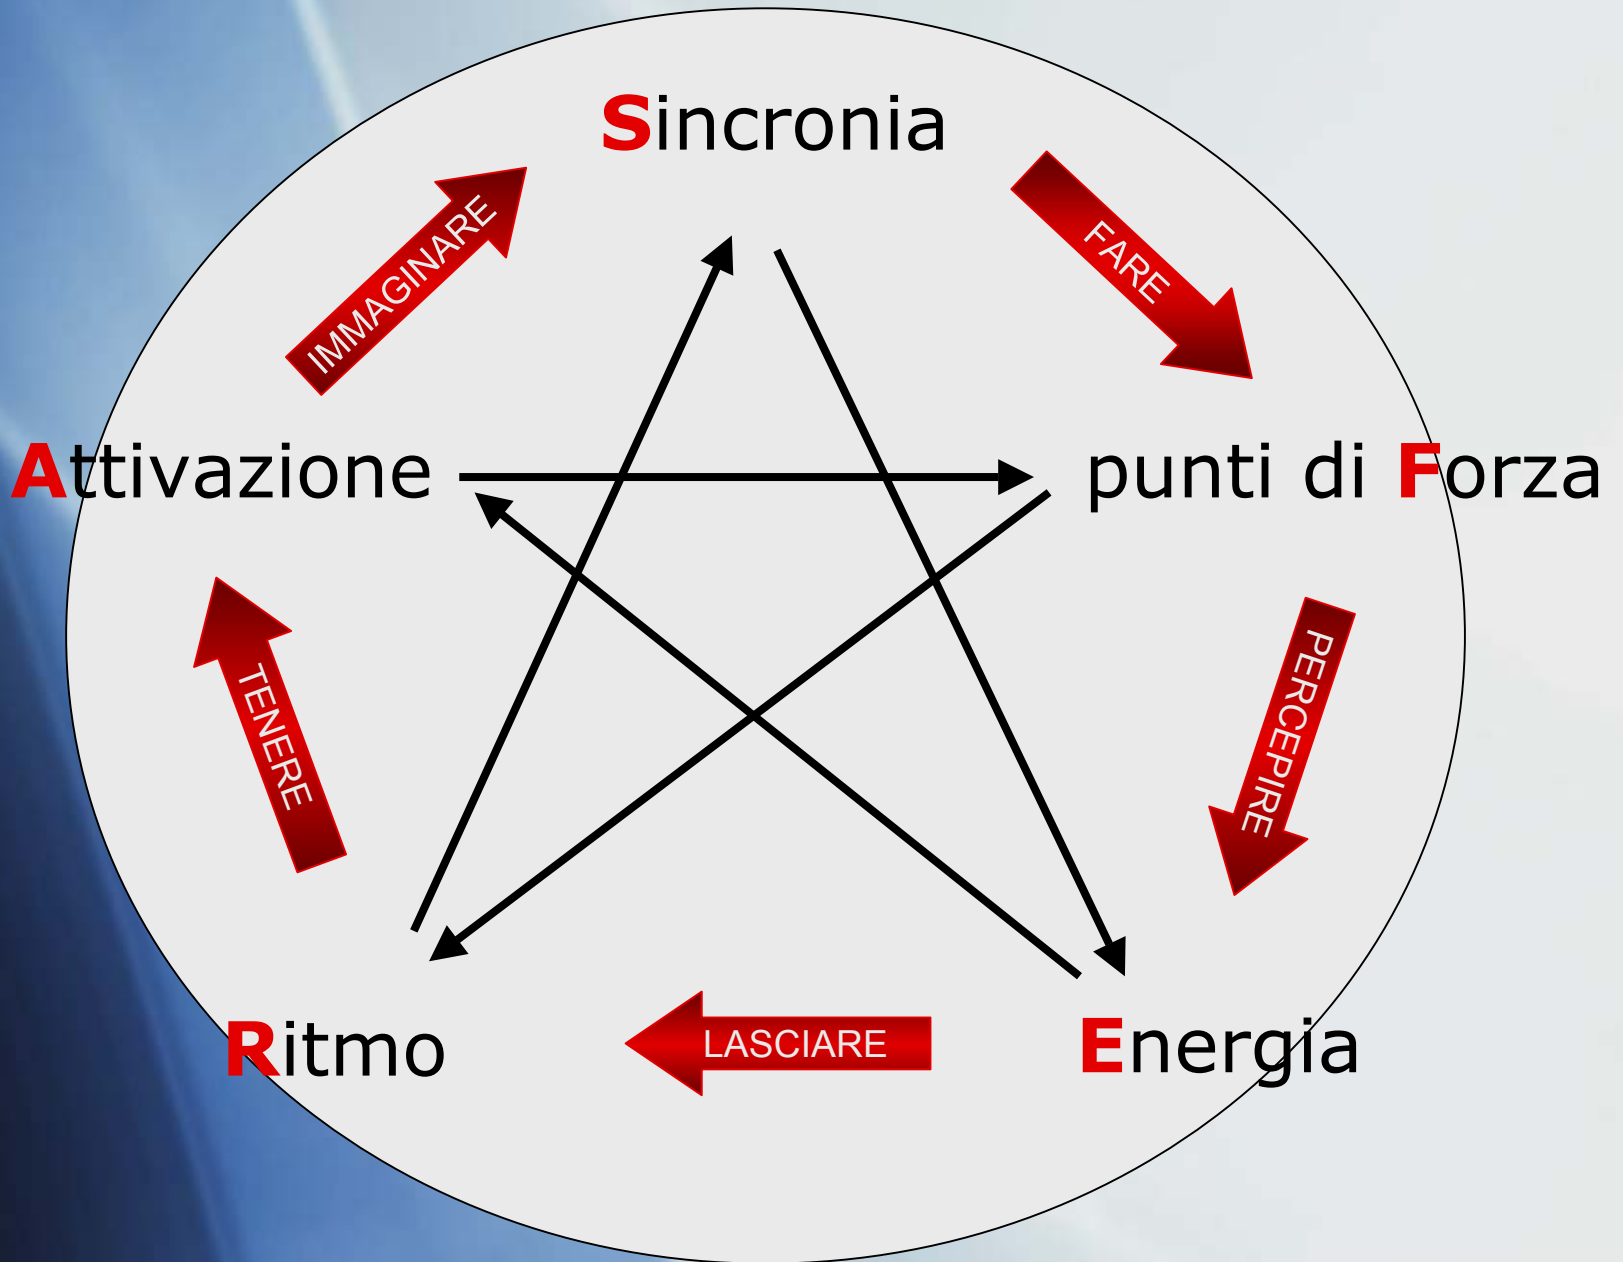 Sincronia
IMMAGINARE
FARE
Attivazione
punti di Forza
TENERE
PERCEPIRE
Ritmo
LASCIARE
Energia